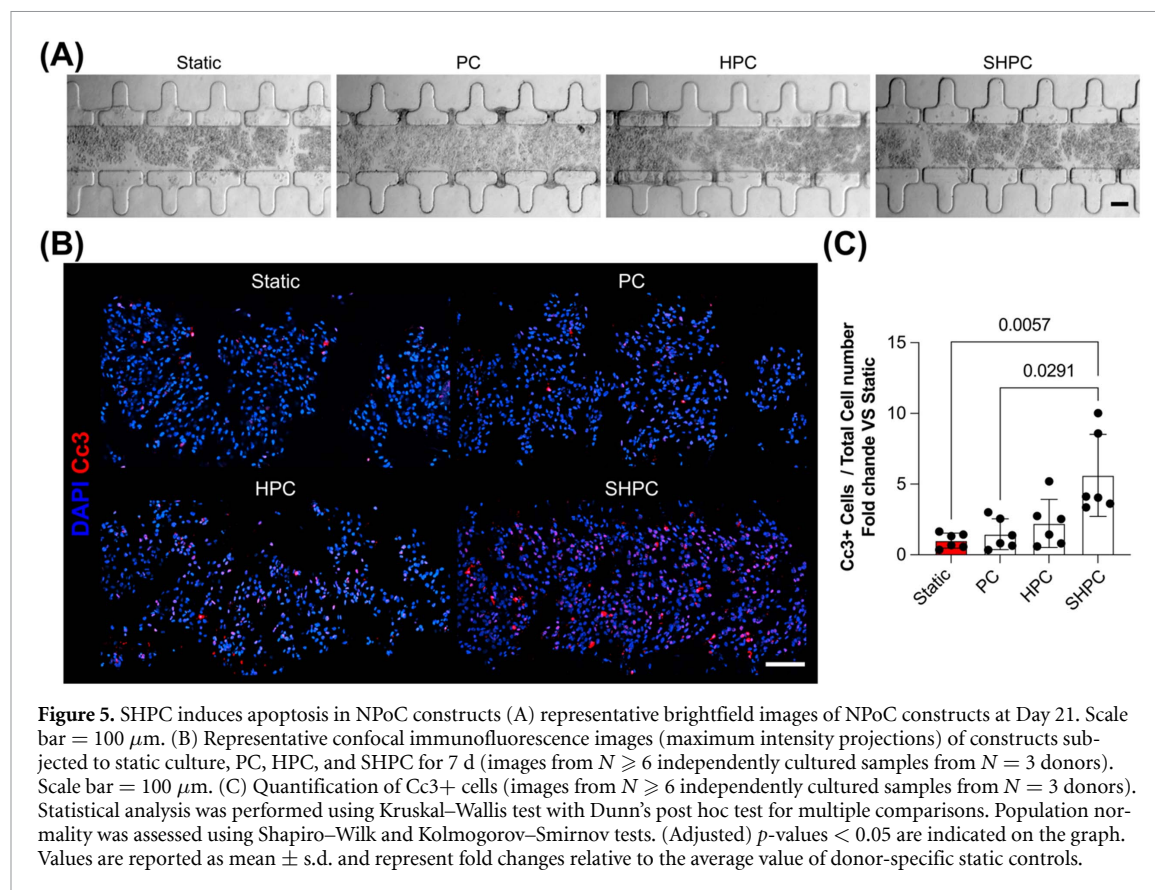 (A)
Static PC HPC SHPC
(B)
Static PC
HPC SHPC
DAPI Cc3
(C)
Cc3+ Cells / Total Cell number
Fold chande VS Static
0.0057
0.0291
15
10
5
0
Static PC HPC SHPC
Figure 5. SHPC induces apoptosis in NPoC constructs (A) representative brightfield images of NPoC constructs at Day 21. Scale
bar = 100 μm. (B) Representative confocal immunofluorescence images (maximum intensity projections) of constructs sub-
jected to static culture, PC, HPC, and SHPC for 7 d (images from N ⩾ 6 independently cultured samples from N = 3 donors).
Scale bar = 100 μm. (C) Quantification of Cc3+ cells (images from N ⩾ 6 independently cultured samples from N = 3 donors).
Statistical analysis was performed using Kruskal–Wallis test with Dunn’s post hoc test for multiple comparisons. Population nor-
mality was assessed using Shapiro–Wilk and Kolmogorov–Smirnov tests. (Adjusted) p-values < 0.05 are indicated on the graph.
Values are reported as mean ± s.d. and represent fold changes relative to the average value of donor-specific static controls.